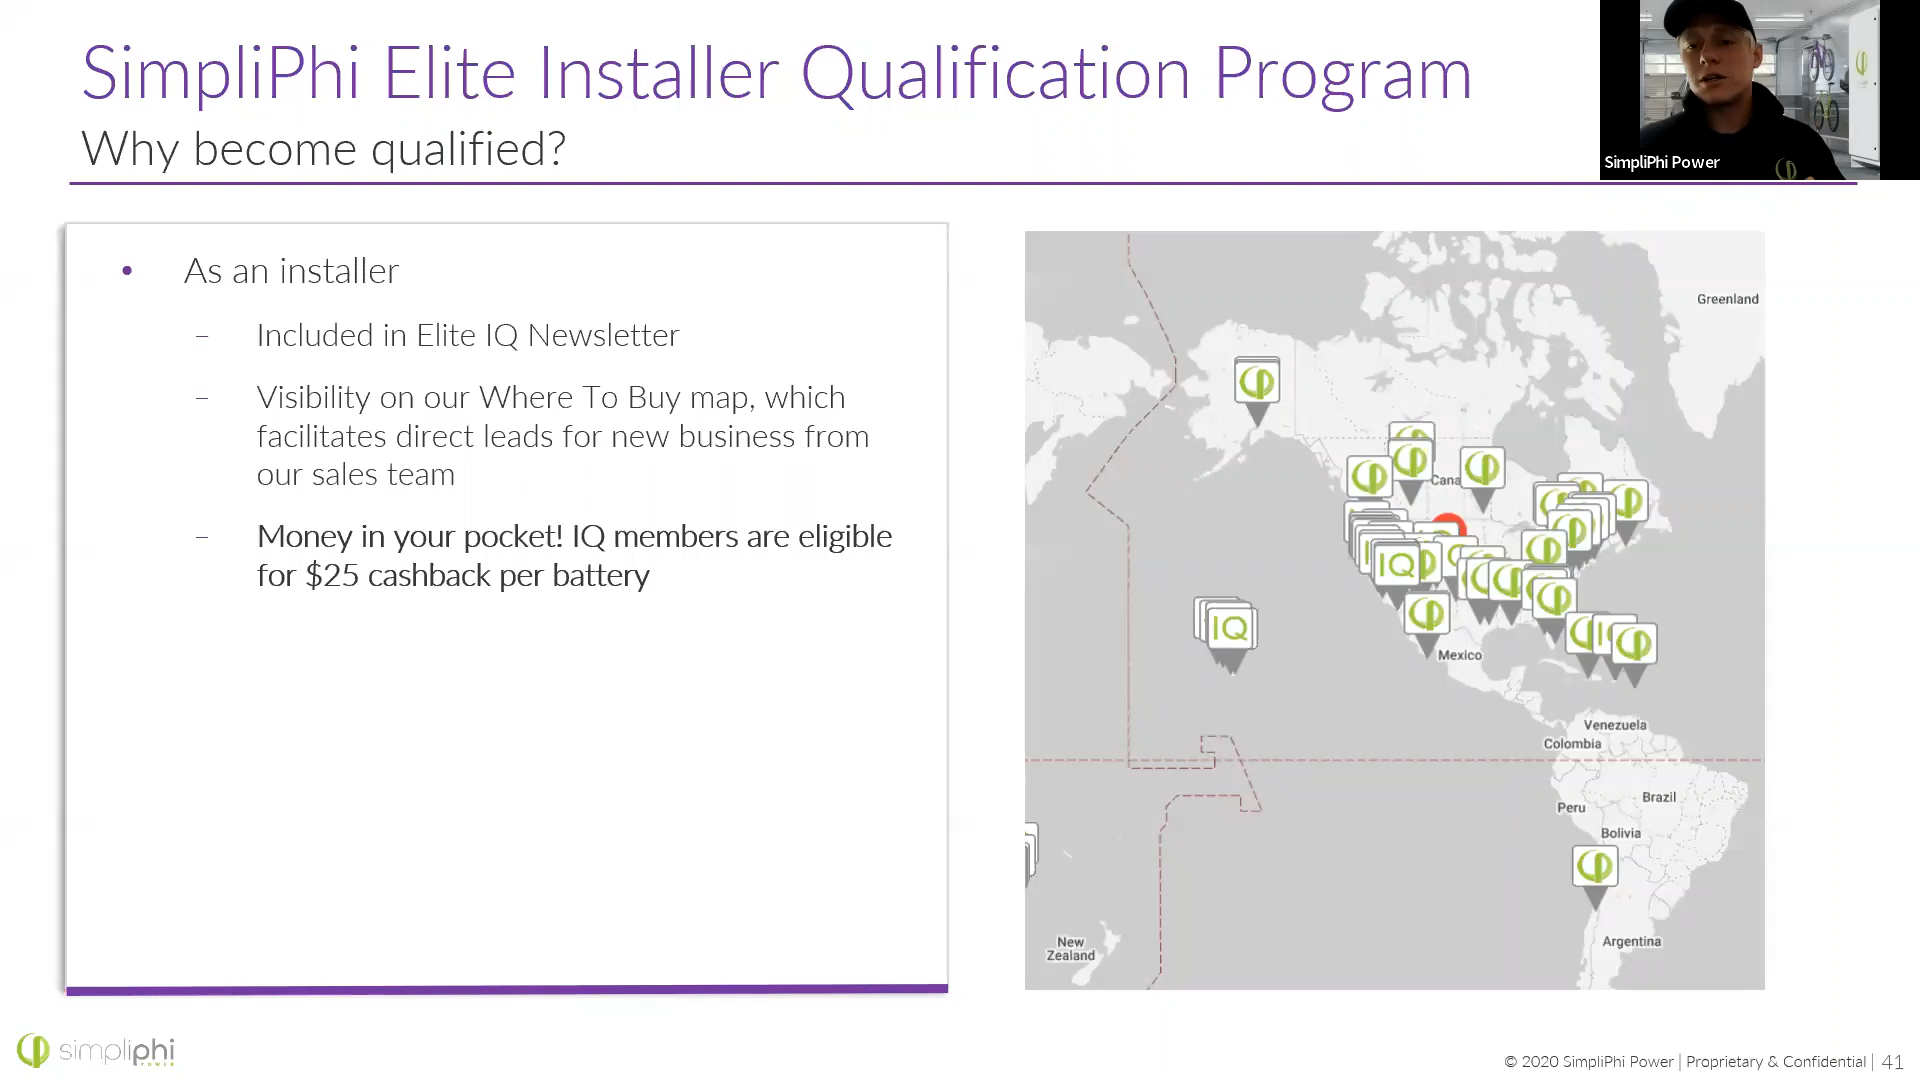 SimpliPhi Elite Installer Qualification Program
Why become qualified?
SimpliPhi Power
• As an installer
– Included in Elite IQ Newsletter
– Visibility on our Where To Buy map, which
facilitates direct leads for new business from
our sales team
– Money in your pocket! IQ members are eligible
for $25 cashback per battery
Greenland
Cana
IQ
IQ
Mexico
Venezuela
Colombia
Brazil
Peru
Bolivia
New
Zealand
Argentina
simpliphi
POWER
© 2020 SimpliPhi Power | Proprietary & Confidential | 41